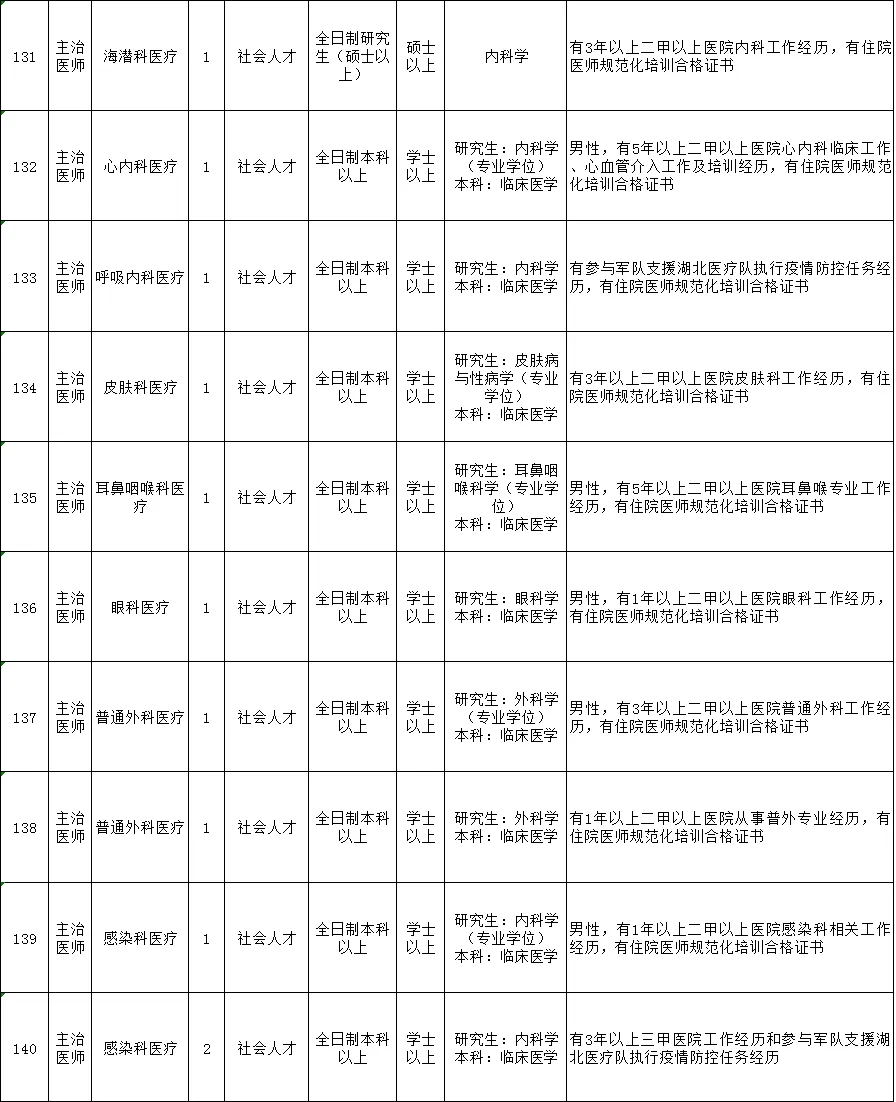 131
主治
医师
海潜科医疗
1
社会人才
全日制研究
生（硕士以
上）
硕士
以上
内科学
有3年以上二甲以上医院内科工作经历，有住院
医师规范化培训合格证书
132
主治
医师
心内科医疗
1
社会人才
全日制本科
以上
学士
以上
研究生：内科学
（专业学位）
本科：临床医学
男性，有5年以上二甲以上医院心内科临床工作
、心血管介入工作及培训经历，有住院医师规范
化培训合格证书
133
主治
医师
呼吸内科医疗
1
社会人才
全日制本科
以上
学士
以上
研究生：内科学
本科：临床医学
有参与军队支援湖北医疗队执行疫情防控任务经
历，有住院医师规范化培训合格证书
134
主治
医师
皮肤科医疗
1
社会人才
全日制本科
以上
学士
以上
研究生：皮肤病
与性病学（专业
学位）
本科：临床医学
有3年以上二甲以上医院皮肤科工作经历，有住
院医师规范化培训合格证书
135
主治
医师
耳鼻咽喉科医
疗
1
社会人才
全日制本科
以上
学士
以上
研究生：耳鼻咽
喉科学（专业学
位）
本科：临床医学
男性，有5年以上二甲以上医院耳鼻喉专业工作
经历，有住院医师规范化培训合格证书
136
主治
医师
眼科医疗
1
社会人才
全日制本科
以上
学士
以上
研究生：眼科学
本科：临床医学
男性，有1年以上二甲以上医院眼科工作经历，
有住院医师规范化培训合格证书
137
主治
医师
普通外科医疗
1
社会人才
全日制本科
以上
学士
以上
研究生：外科学
（专业学位）
本科：临床医学
男性，有3年以上二甲以上医院普通外科工作经
历，有住院医师规范化培训合格证书
138
主治
医师
普通外科医疗
1
社会人才
全日制本科
以上
学士
以上
研究生：外科学
本科：临床医学
有1年以上二甲以上医院从事普外专业经历，有
住院医师规范化培训合格证书
139
主治
医师
感染科医疗
1
社会人才
全日制本科
以上
学士
以上
研究生：内科学
（专业学位）
本科：临床医学
男性，有1年以上二甲以上医院感染科相关工作
经历，有住院医师规范化培训合格证书
140
主治
医师
感染科医疗
2
社会人才
全日制本科
以上
学士
以上
研究生：内科学
本科：临床医学
有3年以上三甲医院工作经历和参与军队支援湖
北医疗队执行疫情防控任务经历